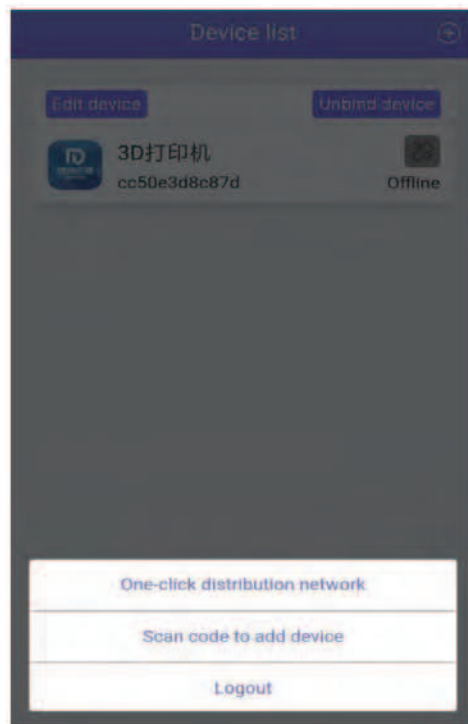 Device list
Edit device
Unbind device
3D打印机
cc50e3d8c87d
Offline
One-click distribution network
Scan code to add device
Logout